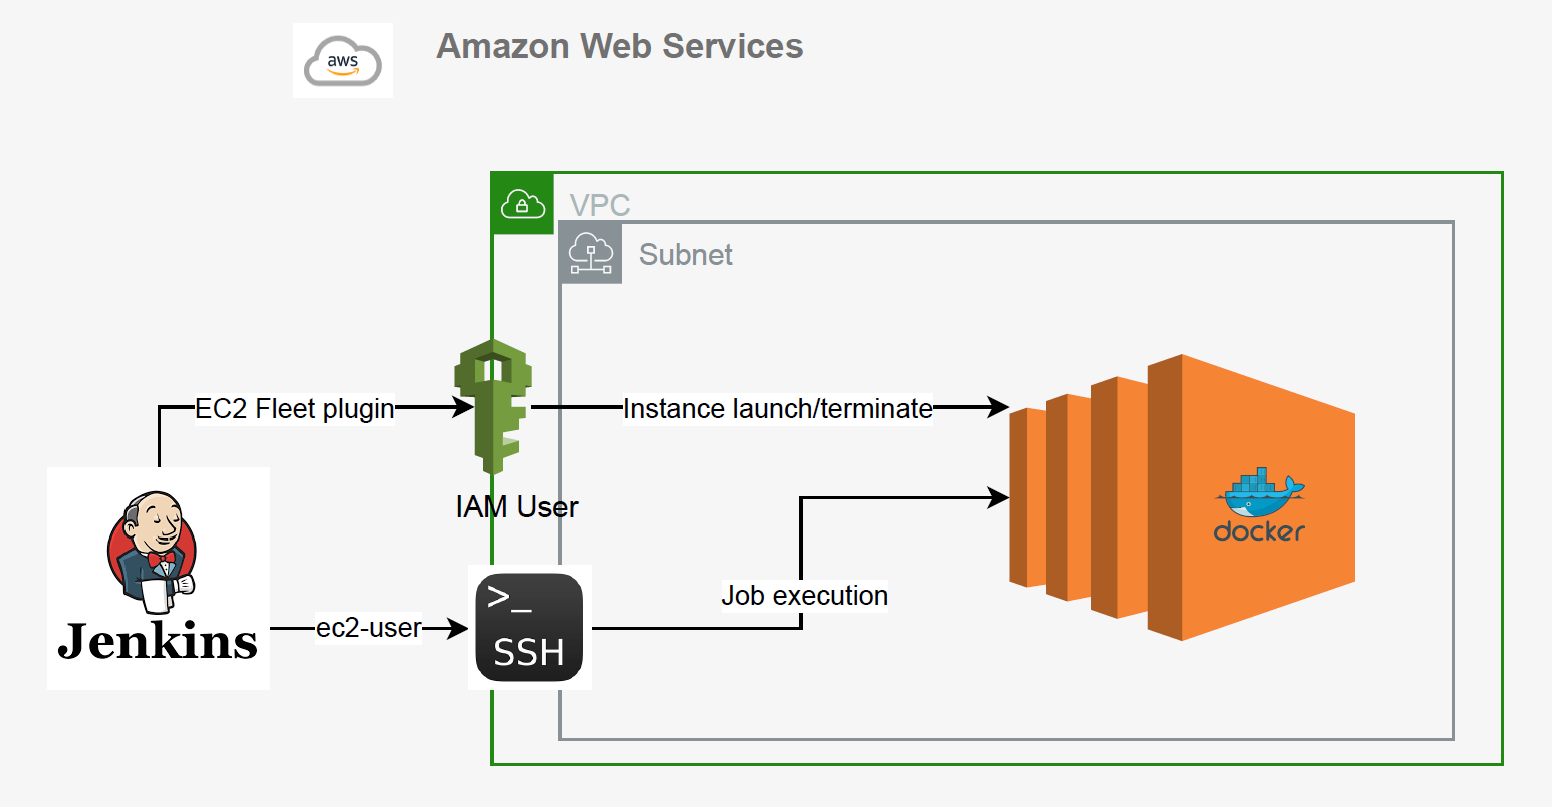 aws
Amazon Web Services
VPC
Subnet
EC2 Fleet plugin
Instance launch/terminate
IAM User
docker
Job execution
ec2-user
Jenkins
>_
SSH